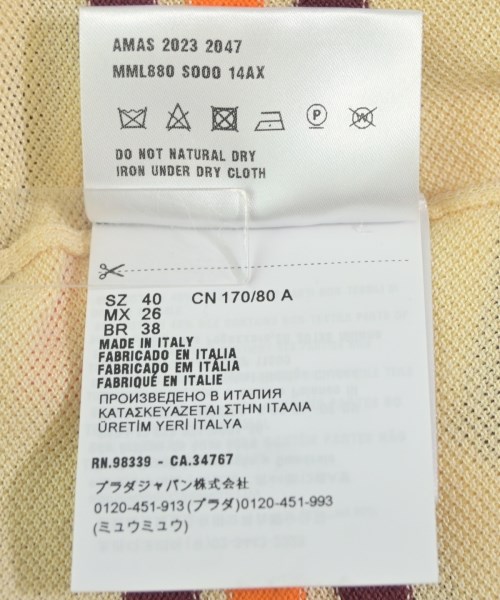 AMAS 2023 2047
MML880 S000 14AX
P
W
DO NOT NATURAL DRY
IRON UNDER DRY CLOTH
SZ 40 CN 170/80 A
MX 26
BR 38
MADE IN ITALY
FABRICADO EN ITALIA
FABRICADO EM ITÁLIA
FABRIQUÉ EN ITALIE
ПРОИЗВЕДЕНО В ИТАЛИЯ
ΚΑΤΑΣΚΕΥΑΖΕΤΑΙ ΣΤΗΝ ΙΤΑΛΙΑ
ÜRETİM YERİ İTALYA
RN.98339 - CA.34767
プラダジャパン株式会社
0120-451-913(プラダ)0120-451-993
(ミュウミュウ)